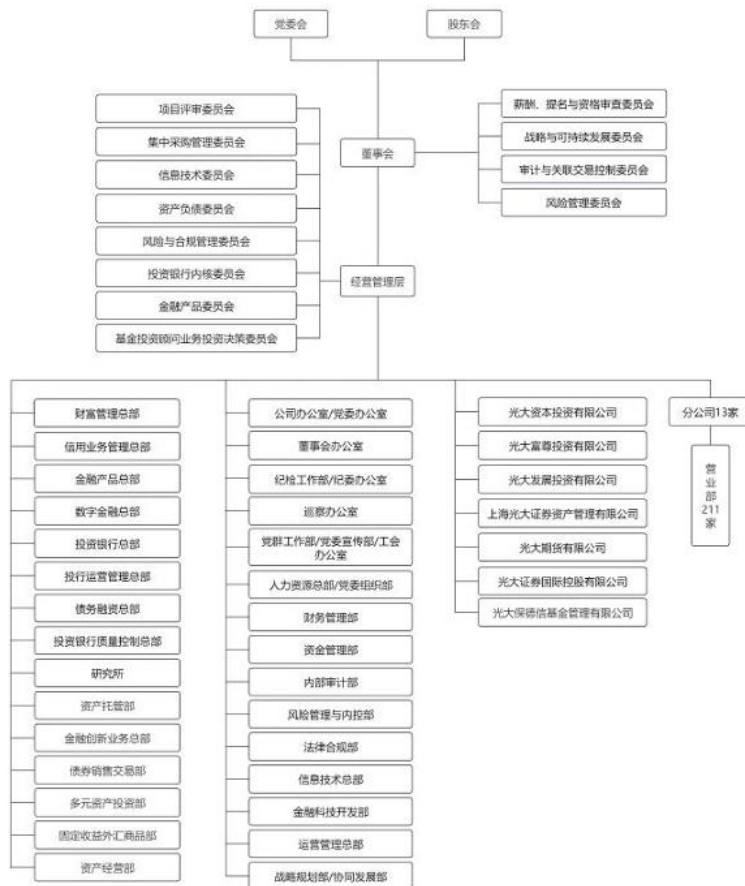 党委会
股东会
董事会
薪酬、提名与资格审查委员会
战略与可持续发展委员会
审计与关联交易控制委员会
风险管理委员会
项目评审委员会
集中采购管理委员会
信息技术委员会
资产负债委员会
风险与合规管理委员会
投资银行内核委员会
金融产品委员会
基金投资顾问业务投资决策委员会
经营管理层
财富管理总部
信用业务管理总部
金融产品总部
数字金融总部
投资银行总部
投行运营管理总部
债务融资总部
投资银行质量控制总部
研究所
资产托管部
金融创新业务总部
债券销售交易部
多元资产投资部
固定收益外汇商品部
资产经营部
公司办公室/党委办公室
董事会办公室
纪检工作部/纪委办公室
巡察办公室
党群工作部/党委宣传部/工会
办公室
人力资源总部/党委组织部
财务管理部
资金管理部
内部审计部
风险管理与内控部
法律合规部
信息技术总部
金融科技开发部
运营管理总部
战略规划部/协同发展部
光大资本投资有限公司
光大富尊投资有限公司
光大发展投资有限公司
上海光大证券资产管理有限公司
光大期货有限公司
光大证券国际控股有限公司
光大保德信基金管理有限公司
分公司13家
营
业
部
211
家